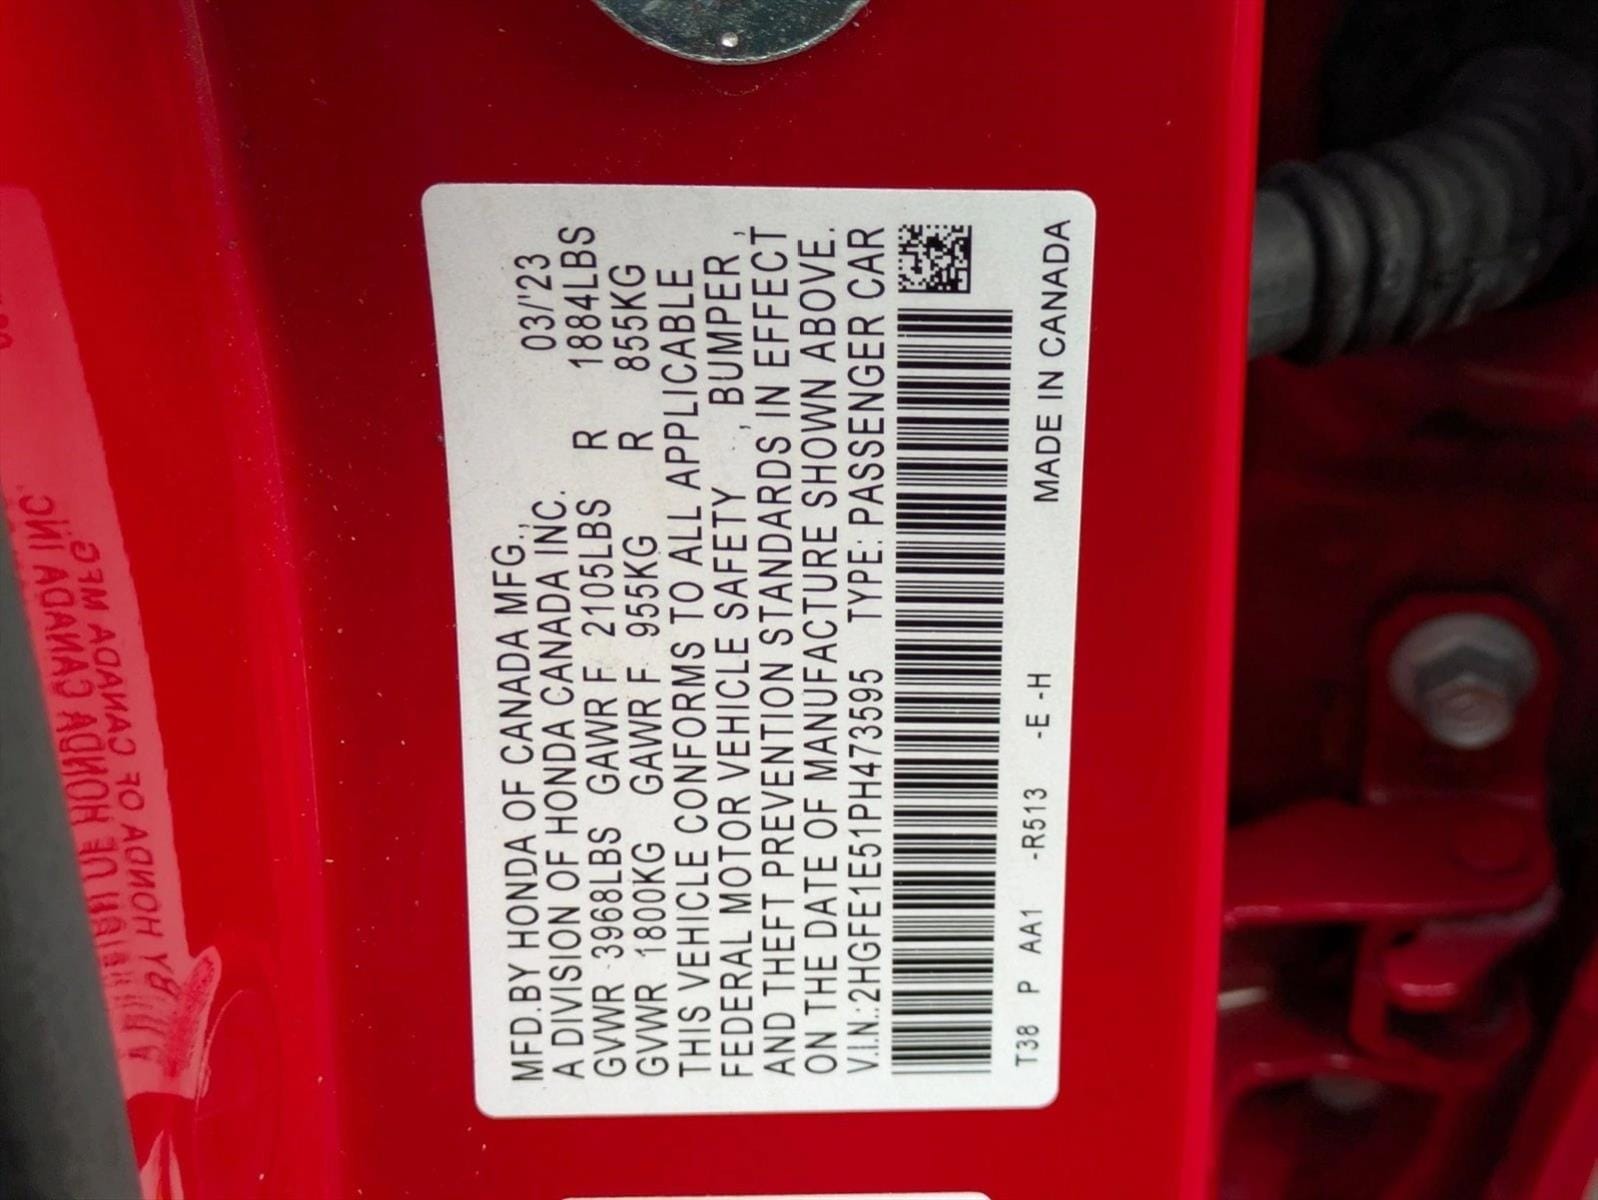 MFD.BY HONDA OF CANADA MFG.,
A DIVISION OF HONDA CANADA INC. 03/'23
GVWR 3968LBS GAWR F 2105LBS R 1884LBS
GVWR 1800KG GAWR F 955KG R 855KG
THIS VEHICLE CONFORMS TO ALL APPLICABLE
FEDERAL MOTOR VEHICLE SAFETY , BUMPER ,
AND THEFT PREVENTION STANDARDS IN EFFECT
ON THE DATE OF MANUFACTURE SHOWN ABOVE.
V.I.N.:2HGFE1E51PH473595 TYPE: PASSENGER CAR
T38 P AA1 -R513 -E -H MADE IN CANADA